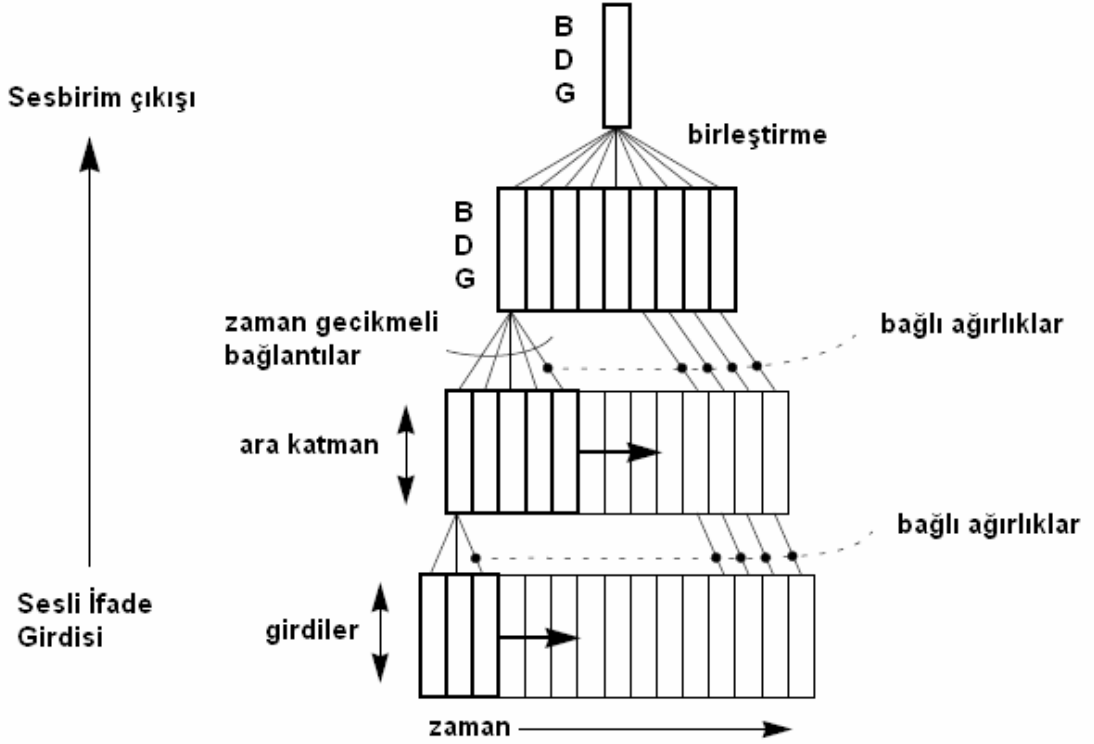 B
D
G
Sesbirim çıkışı
birleştirme
B
D
G
zaman gecikmeli
bağlantılar
bağlı ağırlıklar
ara katman
bağlı ağırlıklar
Sesli İfade
Girdisi
girdiler
zaman